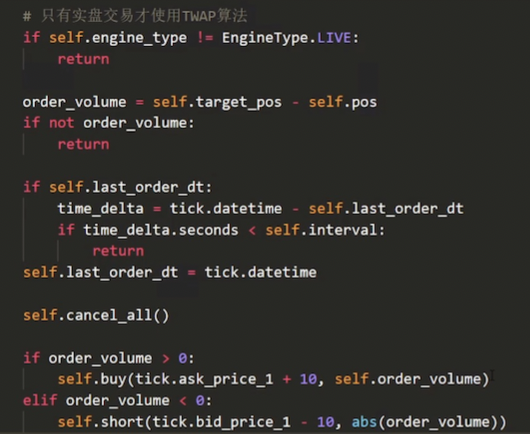 # 只有实盘交易才使用TWAP算法
if self.engine_type != EngineType.LIVE:
return
order_volume = self.target_pos - self.pos
if not order_volume:
return
if self.last_order_dt:
time_delta = tick.datetime - self.last_order_dt
if time_delta.seconds < self.interval:
return
self.last_order_dt = tick.datetime
self.cancel_all()
if order_volume > 0:
self.buy(tick.ask_price_1 + 10, self.order_volume)
elif order_volume < 0:
self.short(tick.bid_price_1 - 10, abs(order_volume))